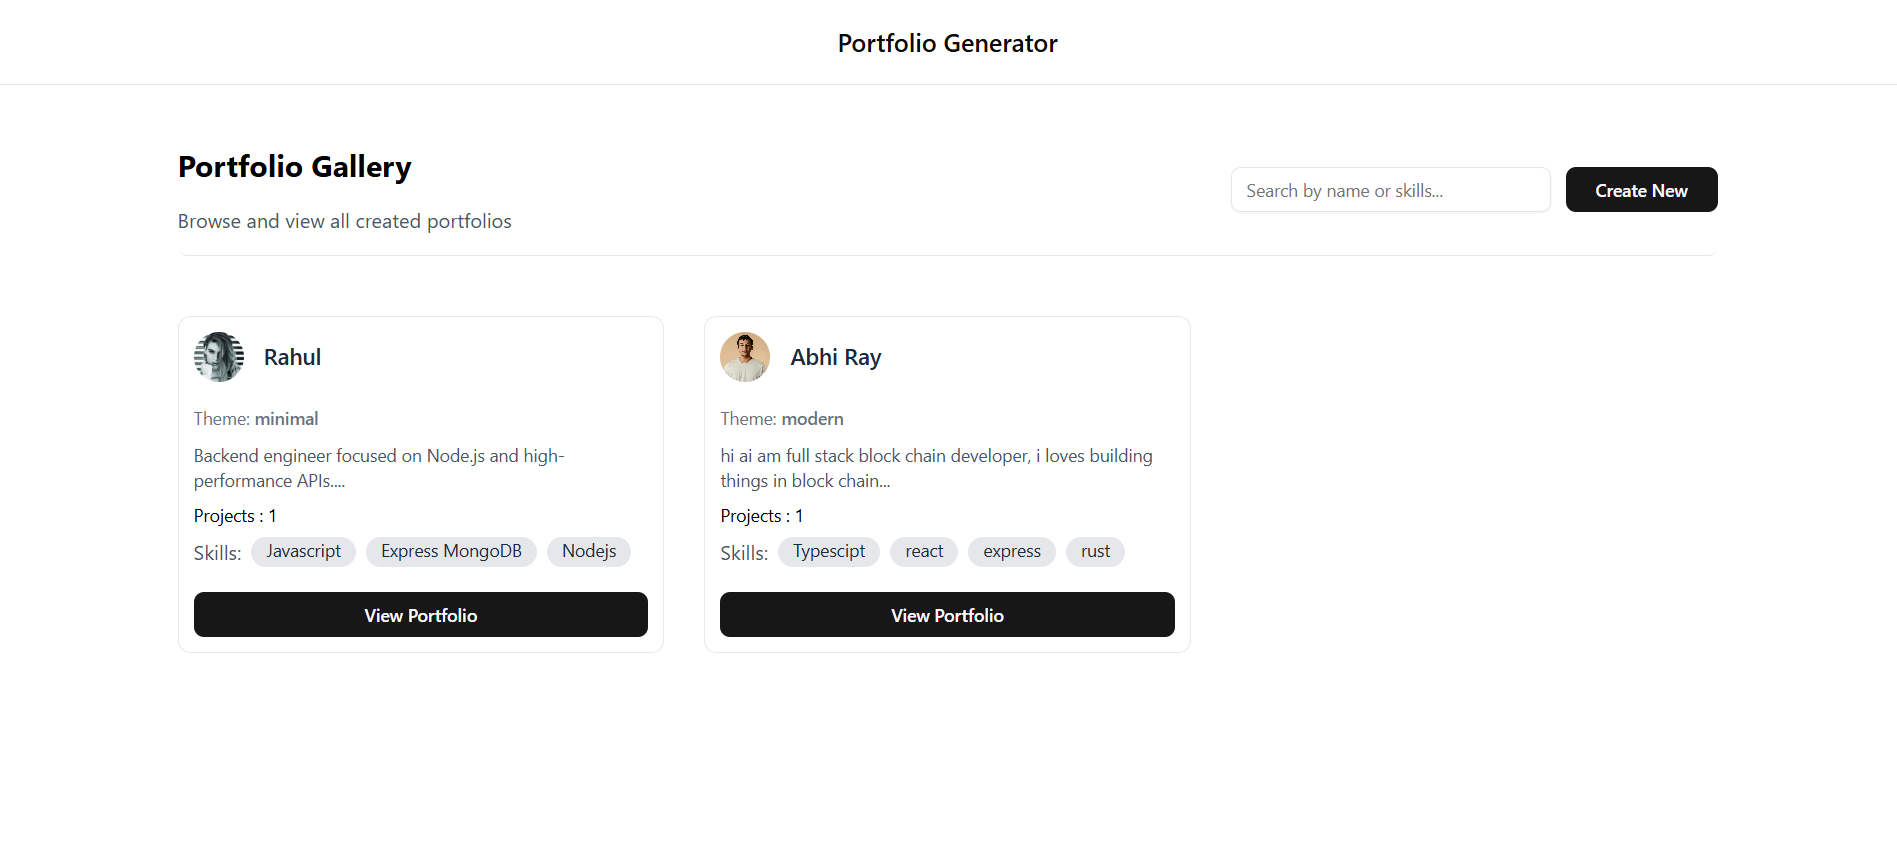 Portfolio Generator
Portfolio Gallery
Browse and view all created portfolios
Search by name or skills...
Create New
Rahul
Theme: minimal
Backend engineer focused on Node.js and high-
performance APIs....
Projects : 1
Skills: Javascript Express MongoDB Nodejs
View Portfolio
Abhi Ray
Theme: modern
hi ai am full stack block chain developer, i loves building
things in block chain...
Projects : 1
Skills: Typescipt react express rust
View Portfolio